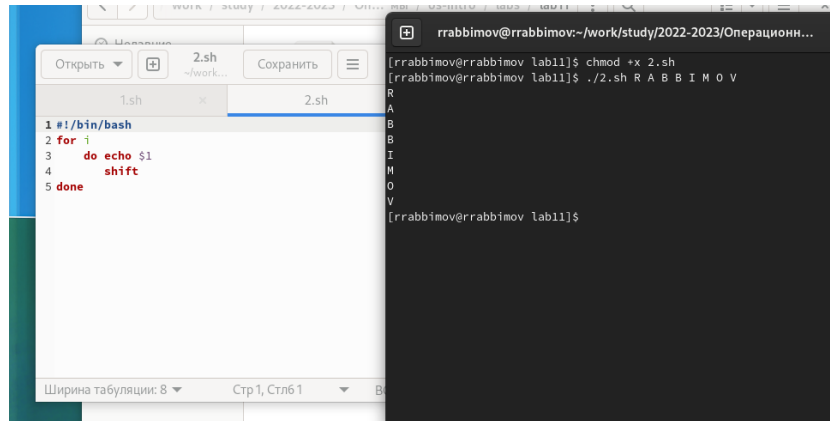 work / study / 2022-2023 / Оп... мы / os-intro / labs / lab11
Недавние
Открыть
2.sh
~/work...
Сохранить
1.sh
2.sh
1 #!/bin/bash
2 for i
3 do echo $1
4 shift
5 done
Ширина табуляции: 8
Стр 1, Стлб 1
rrabbimov@rrabbimov:~/work/study/2022-2023/Операционн...
[rrabbimov@rrabbimov lab11]$ chmod +x 2.sh
[rrabbimov@rrabbimov lab11]$ ./2.sh R A B B I M O V
R
A
B
B
I
M
O
V
[rrabbimov@rrabbimov lab11]$